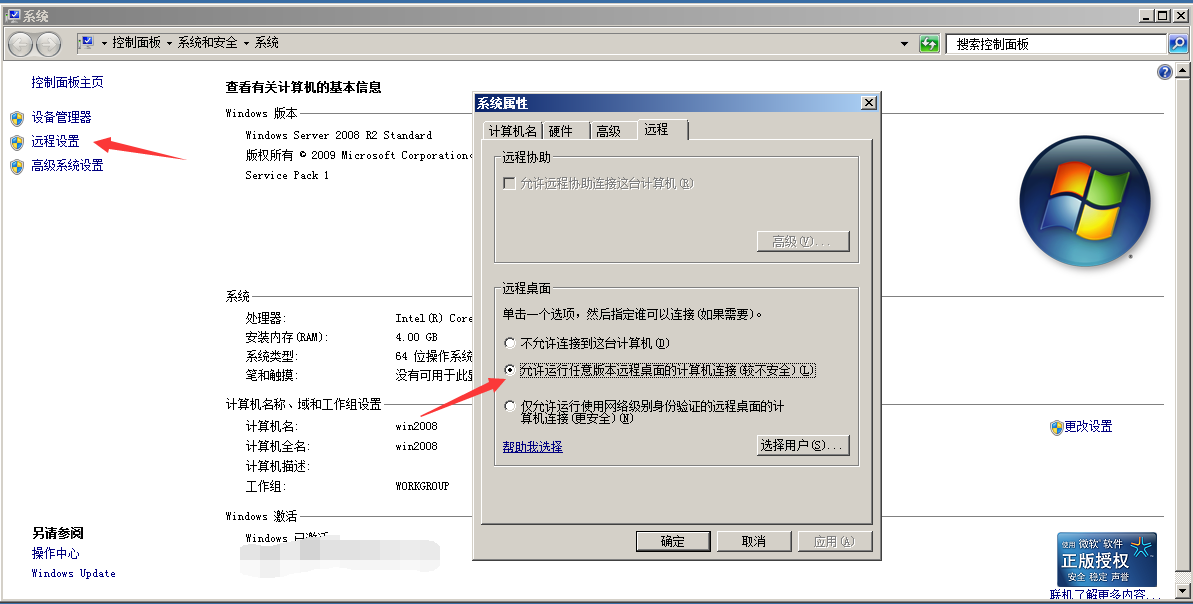 系统
控制面板 系统和安全 系统
搜索控制面板
控制面板主页
设备管理器
远程设置
高级系统设置
查看有关计算机的基本信息
Windows 版本
Windows Server 2008 R2 Standard
版权所有 © 2009 Microsoft Corporation
Service Pack 1
系统
处理器: Intel(R) Core
安装内存(RAM): 4.00 GB
系统类型: 64 位操作系统
笔和触摸: 没有可用于此显
计算机名称、域和工作组设置
计算机名: win2008
更改设置
计算机全名: win2008
计算机描述:
工作组: WORKGROUP
Windows 激活
Windows 已激活
另请参阅
操作中心
Windows Update
系统属性
计算机名 硬件 高级 远程
远程协助
允许远程协助连接这台计算机(R)
高级(V)...
远程桌面
单击一个选项，然后指定谁可以连接(如果需要)。
不允许连接到这台计算机(D)
允许运行任意版本远程桌面的计算机连接(较不安全)(L)
仅允许运行使用网络级别身份验证的远程桌面的计
算机连接(更安全)(N)
帮助我选择
选择用户(S)...
确定 取消 应用(A)
使用 微软 软件
正版授权
安全 稳定 声誉
联机了解更多内容...